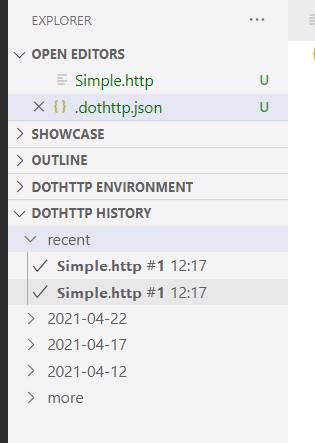 EXPLORER ...
OPEN EDITORS
Simple.http U
{} .dothttp.json U
SHOWCASE
OUTLINE
DOTHTTP ENVIRONMENT
DOTHTTP HISTORY
recent
Simple.http #1 12:17
Simple.http #1 12:17
2021-04-22
2021-04-17
2021-04-12
more